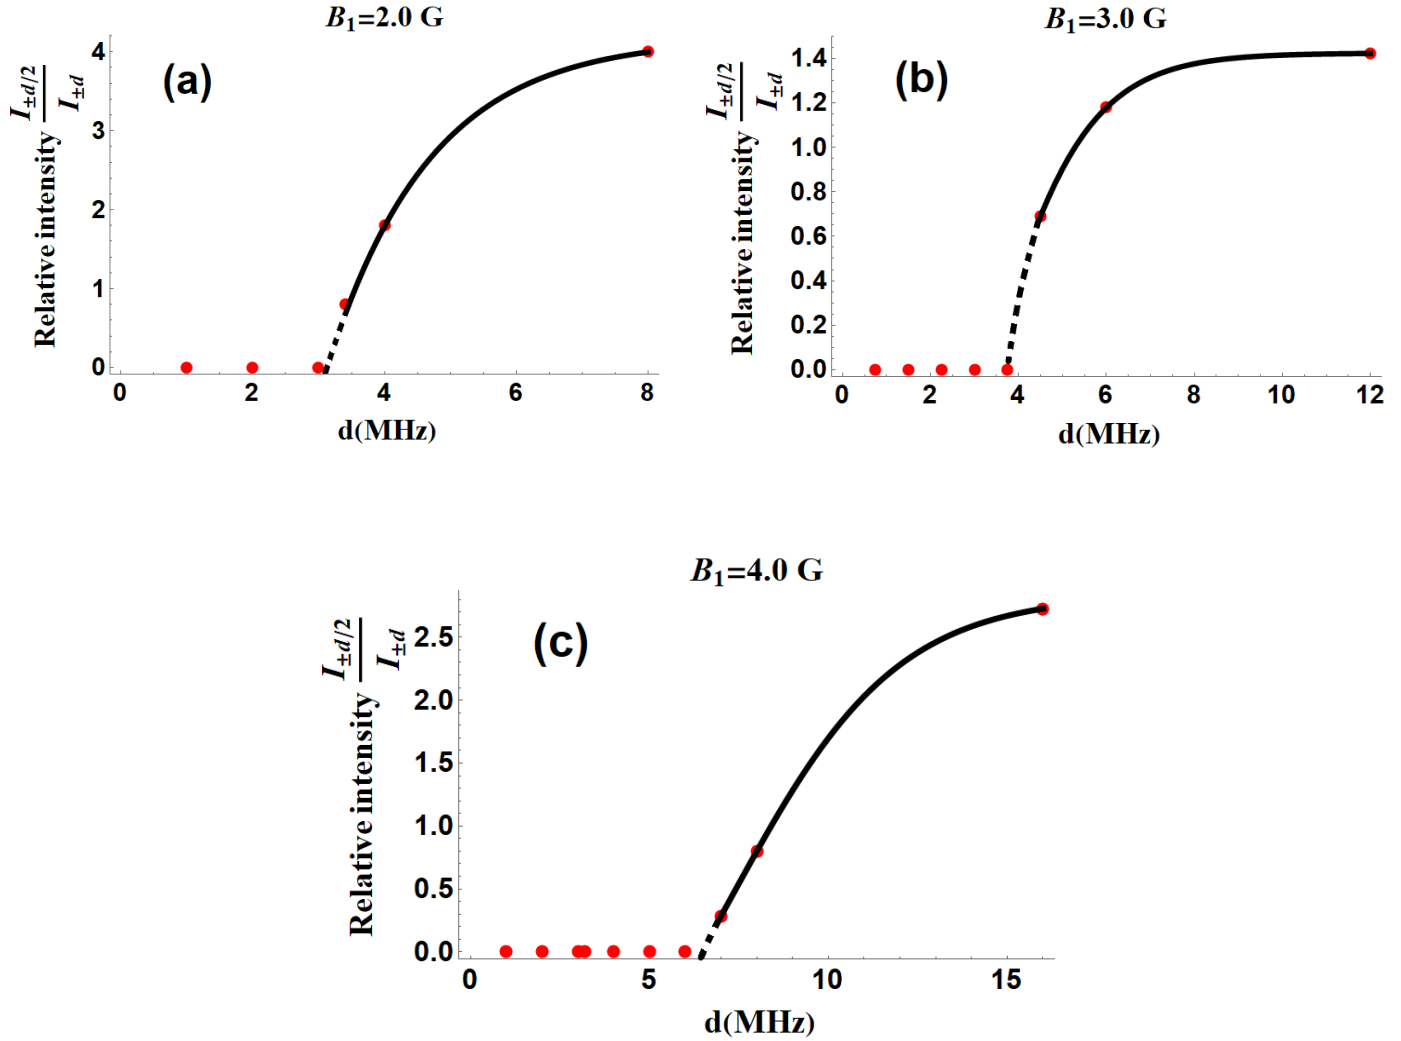 B₁=2.0 G
(a)
Relative intensity I±d/2 / I±d
4
3
2
1
0
0 2 4 6 8
d(MHz)
B₁=3.0 G
(b)
Relative intensity I±d/2 / I±d
1.4
1.2
1.0
0.8
0.6
0.4
0.2
0.0
0 2 4 6 8 10 12
d(MHz)
B₁=4.0 G
(c)
Relative intensity I±d/2 / I±d
2.5
2.0
1.5
1.0
0.5
0.0
0 5 10 15
d(MHz)